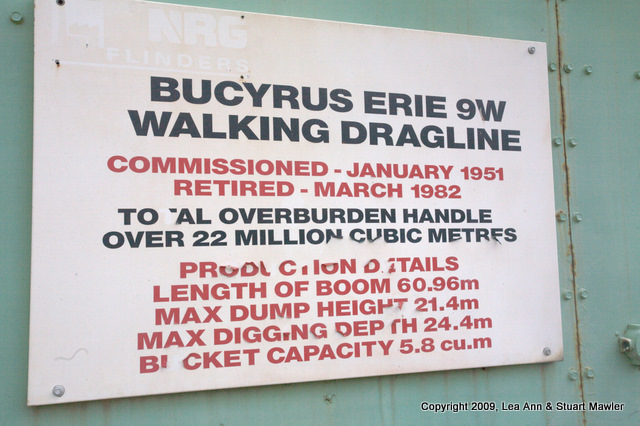 NRG
FLINDERS
BUCYRUS ERIE 9W
WALKING DRAGLINE
COMMISSIONED - JANUARY 1951
RETIRED - MARCH 1982
TOTAL OVERBURDEN HANDLE
OVER 22 MILLION CUBIC METRES
PRODUCTION DETAILS
LENGTH OF BOOM 60.96m
MAX DUMP HEIGHT 21.4m
MAX DIGGING DEPTH 24.4m
BUCKET CAPACITY 5.8 cu.m
Copyright 2009, Lea Ann & Stuart Mawler